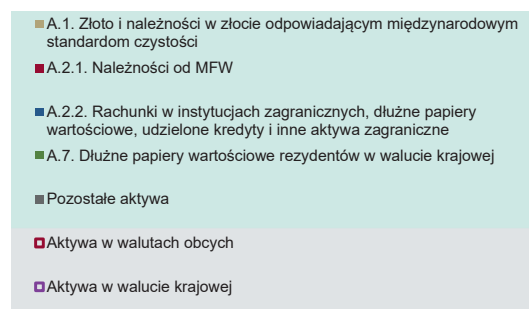 A.1. Złoto i należności w złocie odpowiadającym międzynarodowym
standardom czystości
A.2.1. Należności od MFW
A.2.2. Rachunki w instytucjach zagranicznych, dłużne papiery
wartościowe, udzielone kredyty i inne aktywa zagraniczne
A.7. Dłużne papiery wartościowe rezydentów w walucie krajowej
Pozostałe aktywa
Aktywa w walutach obcych
Aktywa w walucie krajowej